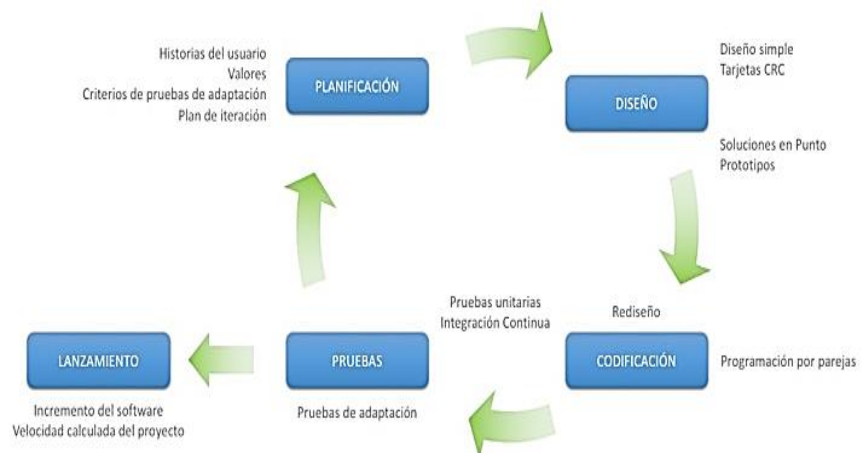 Historias del usuario
Valores
Criterios de pruebas de adaptación
Plan de iteración
PLANIFICACIÓN
Diseño simple
Tarjetas CRC
DISEÑO
Soluciones en Punto
Prototipos
Rediseño
CODIFICACIÓN
Programación por parejas
Pruebas unitarias
Integración Continua
PRUEBAS
Pruebas de adaptación
LANZAMIENTO
Incremento del software
Velocidad calculada del proyecto